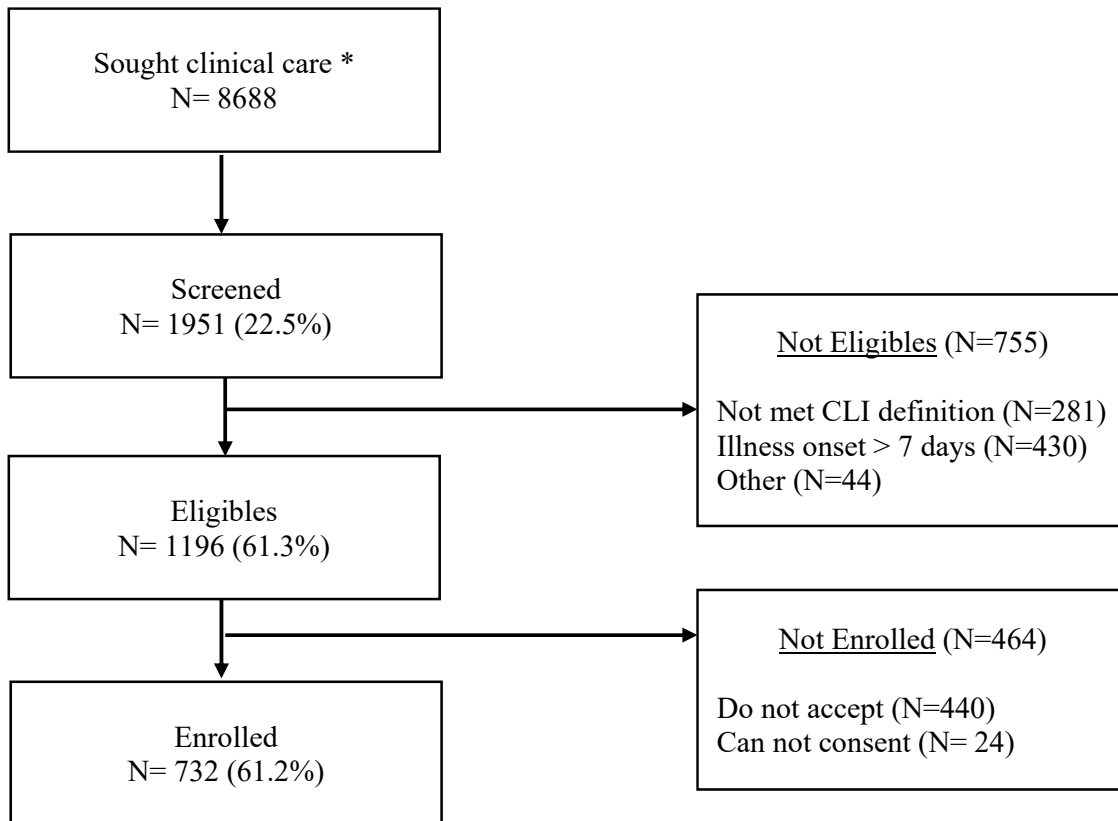 Sought clinical care *
N= 8688
Screened
N= 1951 (22.5%)
Not Eligibles (N=755)
Not met CLI definition (N=281)
Illness onset > 7 days (N=430)
Other (N=44)
Eligibles
N= 1196 (61.3%)
Not Enrolled (N=464)
Do not accept (N=440)
Can not consent (N= 24)
Enrolled
N= 732 (61.2%)